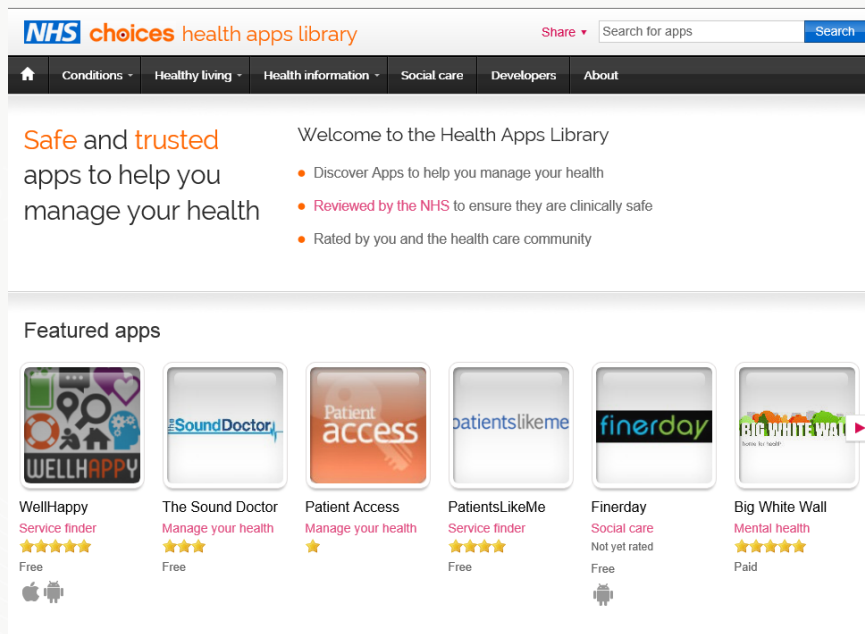 NHS choices health apps library
Share
Search for apps
Search
Conditions
Healthy living
Health information
Social care
Developers
About
Safe and trusted
apps to help you
manage your health
Welcome to the Health Apps Library
Discover Apps to help you manage your health
Reviewed by the NHS to ensure they are clinically safe
Rated by you and the health care community
Featured apps
WELLHAPPY
the SoundDoctor
Patient
access
patientslikeme
finerday
BIG WHITE WALL
WellHappy
Service finder
Free
The Sound Doctor
Manage your health
Free
Patient Access
Manage your health
PatientsLikeMe
Service finder
Free
Finerday
Social care
Not yet rated
Free
Big White Wall
Mental health
Paid